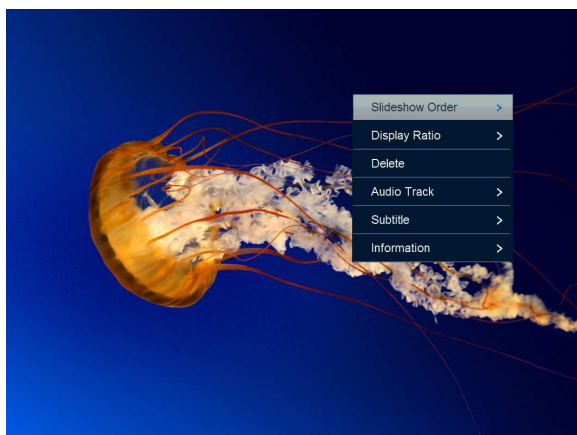 Slideshow Order >
Display Ratio >
Delete
Audio Track >
Subtitle >
Information >